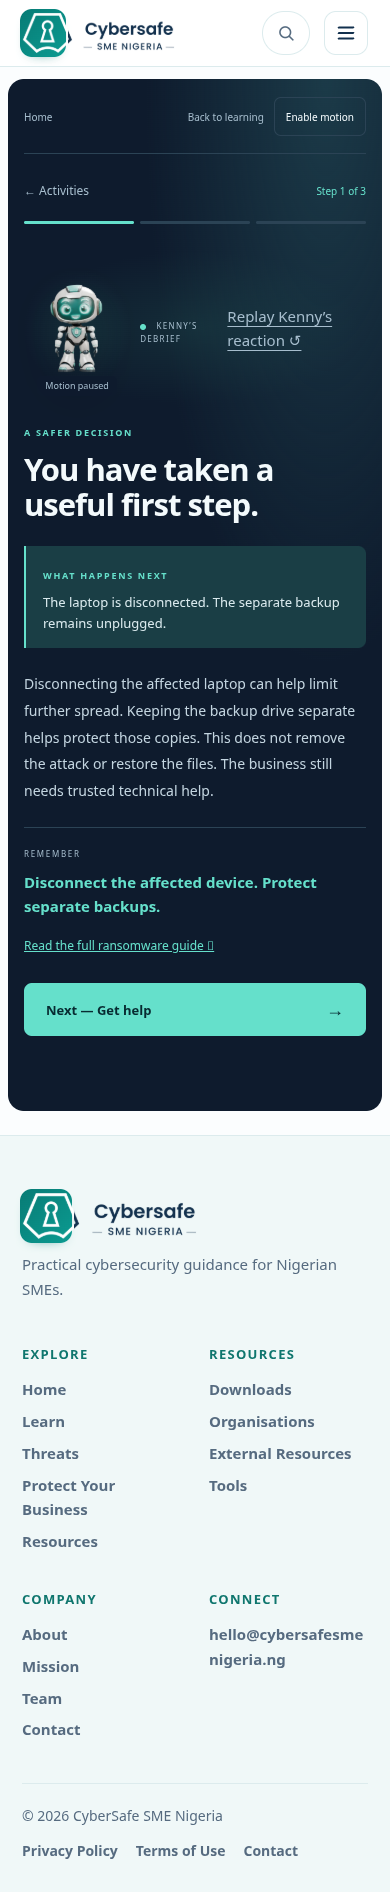 Cybersafe
SME NIGERIA
Home
Back to learning
Enable motion
← Activities
Step 1 of 3
KENNY'S
DEBRIEF
Replay Kenny’s
reaction ↺
Motion paused
A SAFER DECISION
You have taken a
useful first step.
WHAT HAPPENS NEXT
The laptop is disconnected. The separate backup
remains unplugged.
Disconnecting the affected laptop can help limit
further spread. Keeping the backup drive separate
helps protect those copies. This does not remove
the attack or restore the files. The business still
needs trusted technical help.
REMEMBER
Disconnect the affected device. Protect
separate backups.
Read the full ransomware guide
Next — Get help →
Cybersafe
SME NIGERIA
Practical cybersecurity guidance for Nigerian
SMEs.
EXPLORE
Home
Learn
Threats
Protect Your
Business
Resources
RESOURCES
Downloads
Organisations
External Resources
Tools
COMPANY
About
Mission
Team
Contact
CONNECT
hello@cybersafesme
nigeria.ng
© 2026 CyberSafe SME Nigeria
Privacy Policy Terms of Use Contact